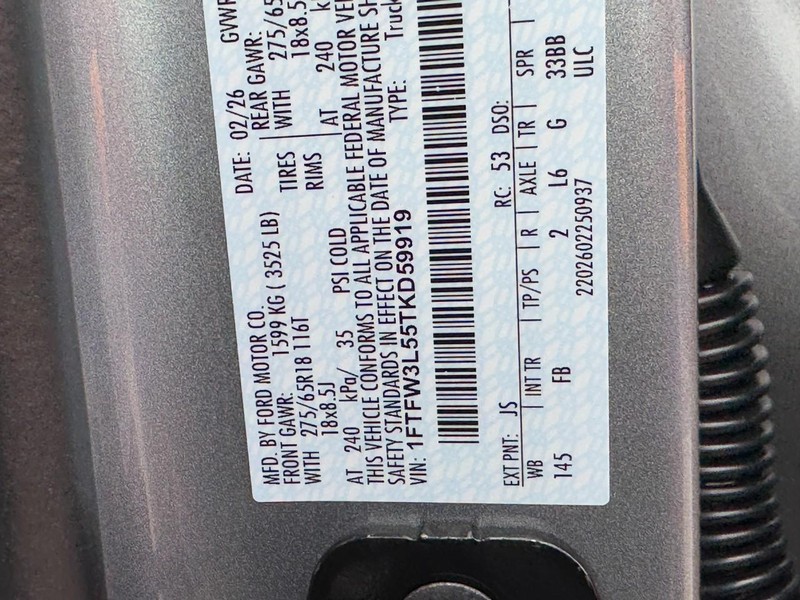 MFD. BY FORD MOTOR CO. DATE: 02/26
FRONT GAWR: 1599 KG ( 3525 LB) REAR GAWR:
WITH 275/65R18 116T TIRES WITH 275/65
18x8.5J RIMS 18x8.5
AT 240 kPa/ 35 PSI COLD AT 240
THIS VEHICLE CONFORMS TO ALL APPLICABLE FEDERAL MOTOR VE
SAFETY STANDARDS IN EFFECT ON THE DATE OF MANUFACTURE SH
VIN: 1FTFW3L55TKD59919 TYPE: Truck
EXT PNT: JS RC: 53 DSO:
WB INT TR TP/PS R AXLE TR SPR
145 FB 2 L6 G 33BB
2202602250937 ULC